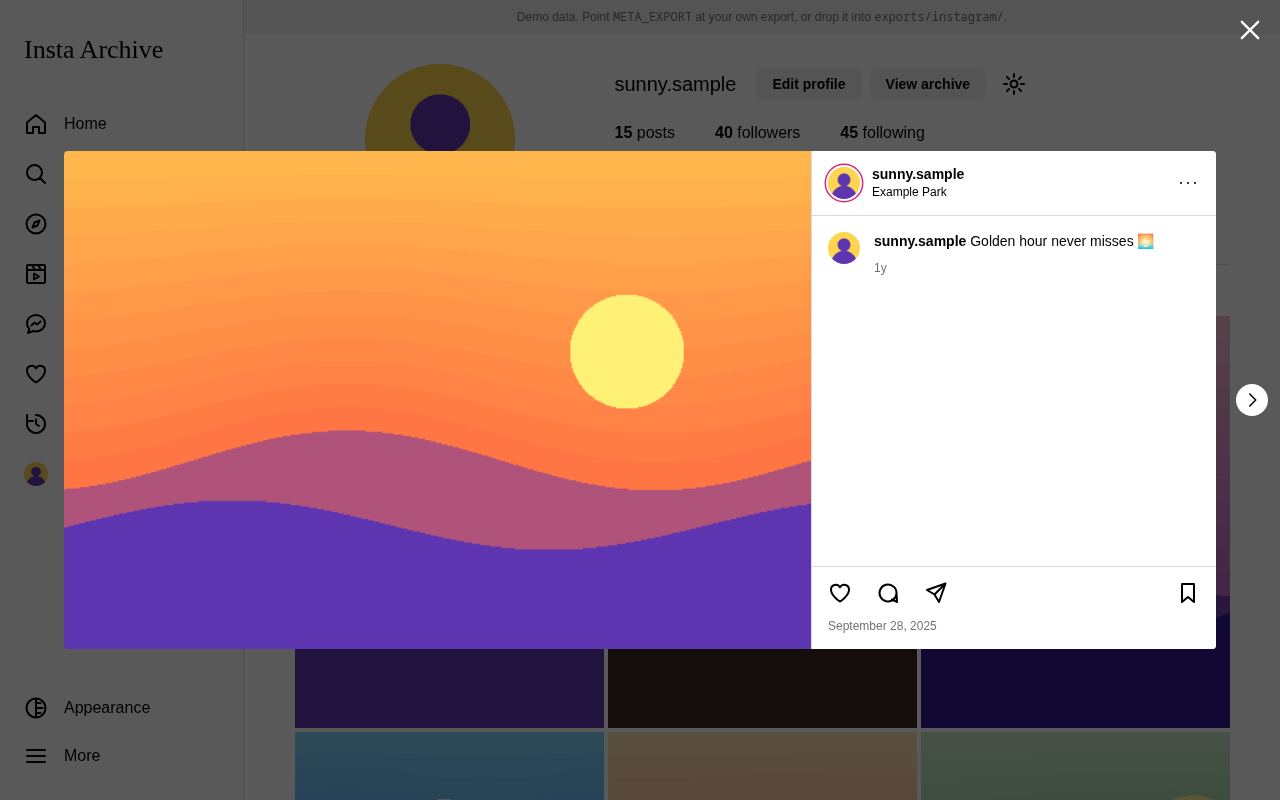 Demo data. Point META_EXPORT at your own export, or drop it into exports/instagram/.
Insta Archive
Home
Appearance
More
sunny.sample Edit profile View archive
15 posts 40 followers 45 following
sunny.sample
Example Park
sunny.sample Golden hour never misses 🌅
1y
September 28, 2025